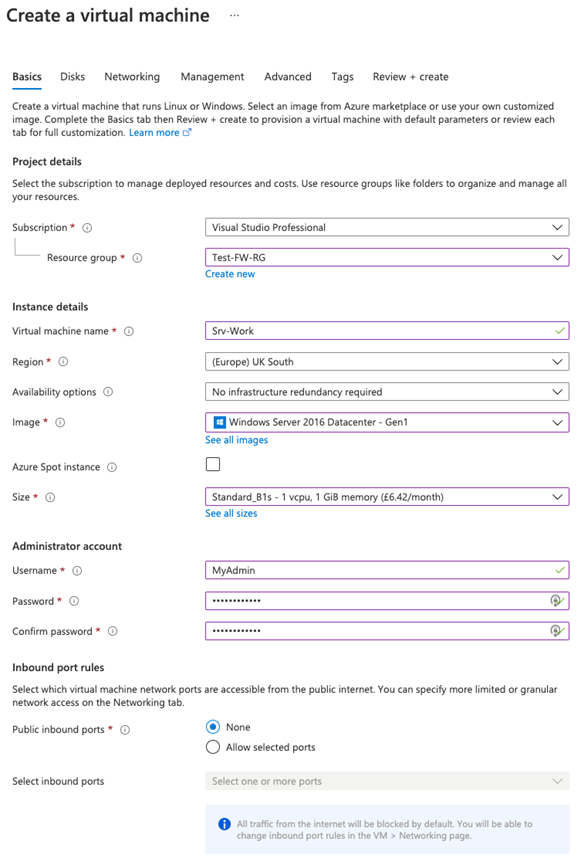 Create a virtual machine ...
Basics Disks Networking Management Advanced Tags Review + create
Create a virtual machine that runs Linux or Windows. Select an image from Azure marketplace or use your own customized
image. Complete the Basics tab then Review + create to provision a virtual machine with default parameters or review each
tab for full customization. Learn more
Project details
Select the subscription to manage deployed resources and costs. Use resource groups like folders to organize and manage all
your resources.
Subscription * Visual Studio Professional
Resource group * Test-FW-RG
Create new
Instance details
Virtual machine name * Srv-Work
Region * (Europe) UK South
Availability options No infrastructure redundancy required
Image * Windows Server 2016 Datacenter - Gen1
See all images
Azure Spot instance
Size * Standard_B1s - 1 vcpu, 1 GiB memory (£6.42/month)
See all sizes
Administrator account
Username * MyAdmin
Password * ••••••••••••
Confirm password * ••••••••••••
Inbound port rules
Select which virtual machine network ports are accessible from the public internet. You can specify more limited or granular
network access on the Networking tab.
Public inbound ports * None
Allow selected ports
Select inbound ports Select one or more ports
All traffic from the internet will be blocked by default. You will be able to
change inbound port rules in the VM > Networking page.